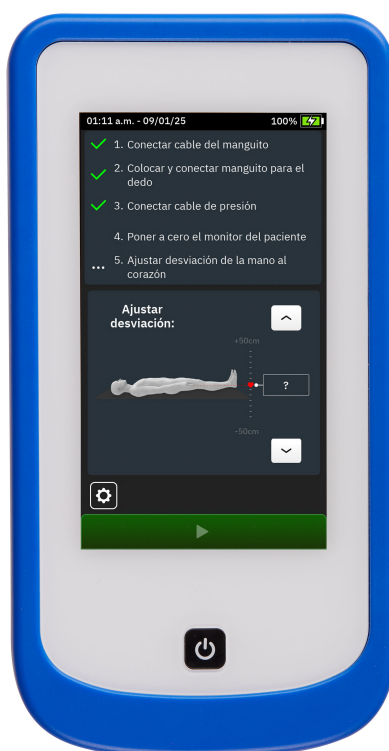 01:11 a.m. - 09/01/25 100%
1. Conectar cable del manguito
2. Colocar y conectar manguito para el
dedo
3. Conectar cable de presión
4. Poner a cero el monitor del paciente
... 5. Ajustar desviación de la mano al
corazón
Ajustar
desviación:
+50cm
?
-50cm